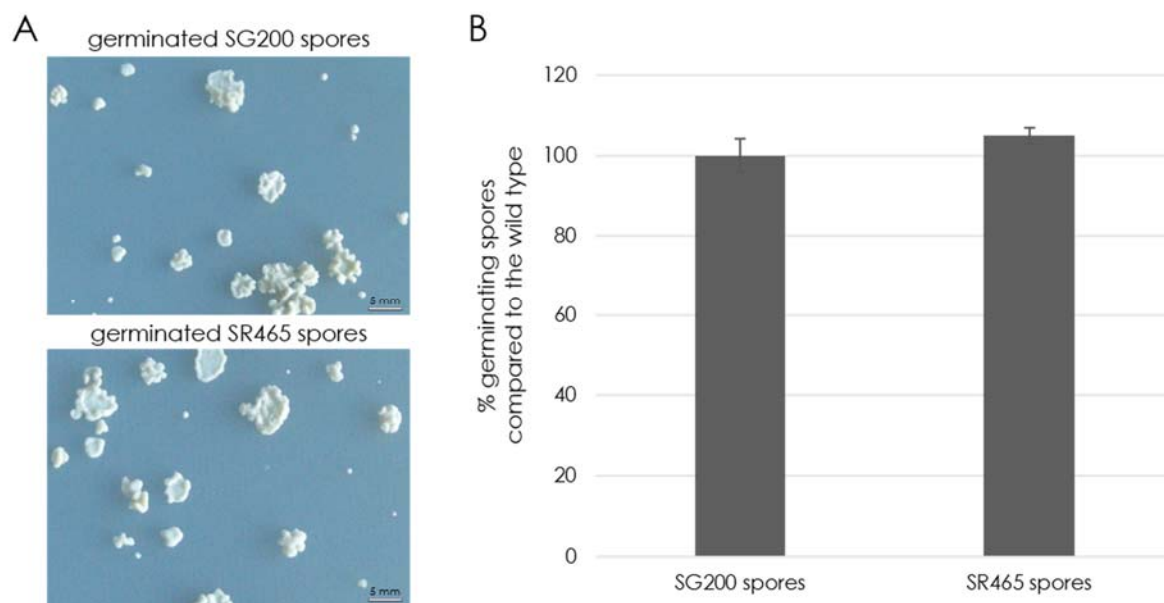 A
germinated SG200 spores
5 mm
germinated SR465 spores
5 mm
B
% germinating spores
compared to the wild type
120
100
80
60
40
20
0
SG200 spores
SR465 spores